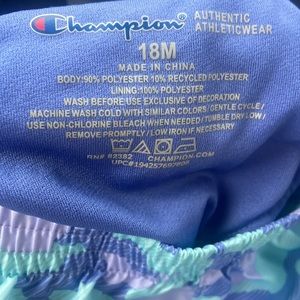 Champion AUTHENTIC
ATHLETICWEAR
18M
MADE IN CHINA
BODY:90% POLYESTER 10% RECYCLED POLYESTER
LINING:100% POLYESTER
WASH BEFORE USE EXCLUSIVE OF DECORATION
MACHINE WASH COLD WITH SIMILAR COLORS / GENTLE CYCLE /
USE NON-CHLORINE BLEACH WHEN NEEDED / TUMBLE DRY LOW /
REMOVE PROMPTLY / LOW IRON IF NECESSARY
RN# 82382 CHAMPION.COM